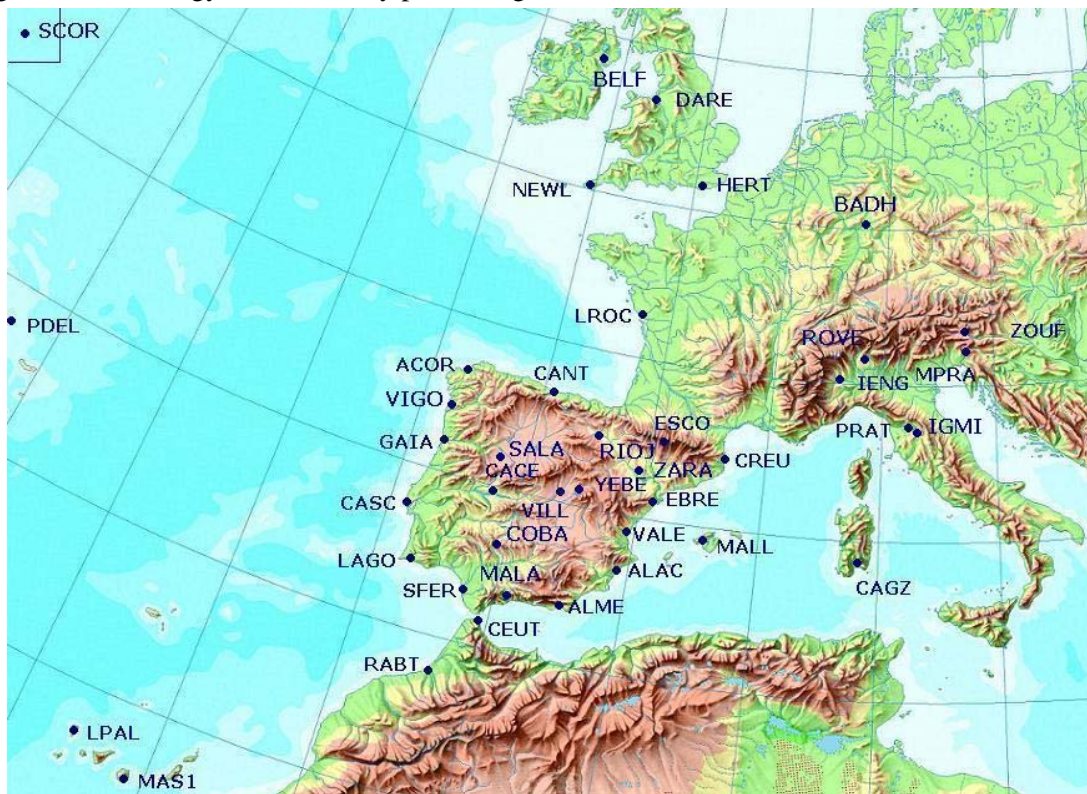 SCOR
BELF
DARE
NEWL
HERT
BADH
PDEL
LROC
ROVE
ZOUF
ACOR
CANT
IENG
MPRA
VIGO
ESCO
PRAT
IGMI
GAIA
SALA
RIOJ
CREU
CACE
ZARA
YEBE
CASC
VILL
EBRE
COBA
VALE
MALL
LAGO
MALA
ALAC
SFER
ALME
CAGZ
CEUT
RABT
LPAL
MAS1